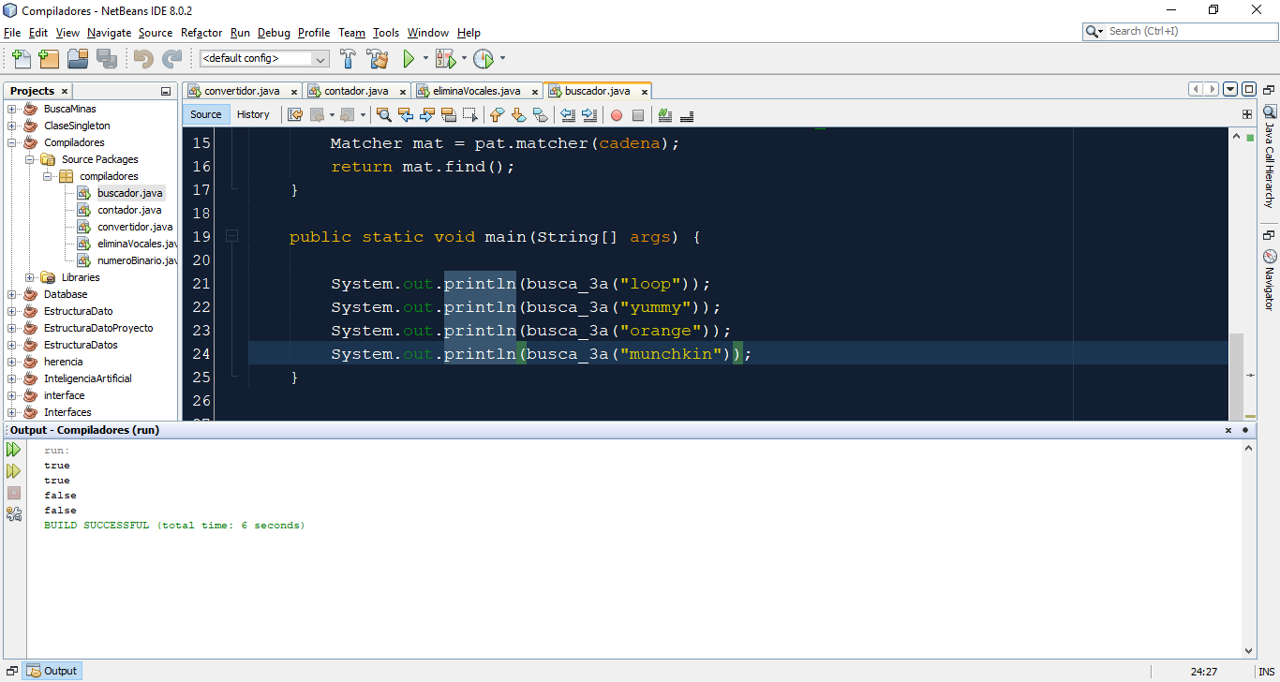 Compiladores - NetBeans IDE 8.0.2
File Edit View Navigate Source Refactor Run Debug Profile Team Tools Window Help
Search (Ctrl+I)
<default config>
Projects
convertidor.java contador.java eliminaVocales.java buscador.java
Source History
BuscaMinas
ClaseSingleton
Compiladores
Source Packages
compiladores
buscador.java
contador.java
convertidor.java
eliminaVocales.jav
numeroBinario.jav
Libraries
Database
EstructuraDato
EstructuraDatoProyecto
EstructuraDatos
herencia
InteligenciaArtificial
interface
Interfaces
15 Matcher mat = pat.matcher(cadena);
16 return mat.find();
17 }
18
19 public static void main(String[] args) {
20
21 System.out.println(busca_3a("loop"));
22 System.out.println(busca_3a("yummy"));
23 System.out.println(busca_3a("orange"));
24 System.out.println(busca_3a("munchkin"));
25 }
26
Java Call Hierarchy
Navigator
Output - Compiladores (run)
run:
true
true
false
false
BUILD SUCCESSFUL (total time: 6 seconds)
Output
24:27 INS